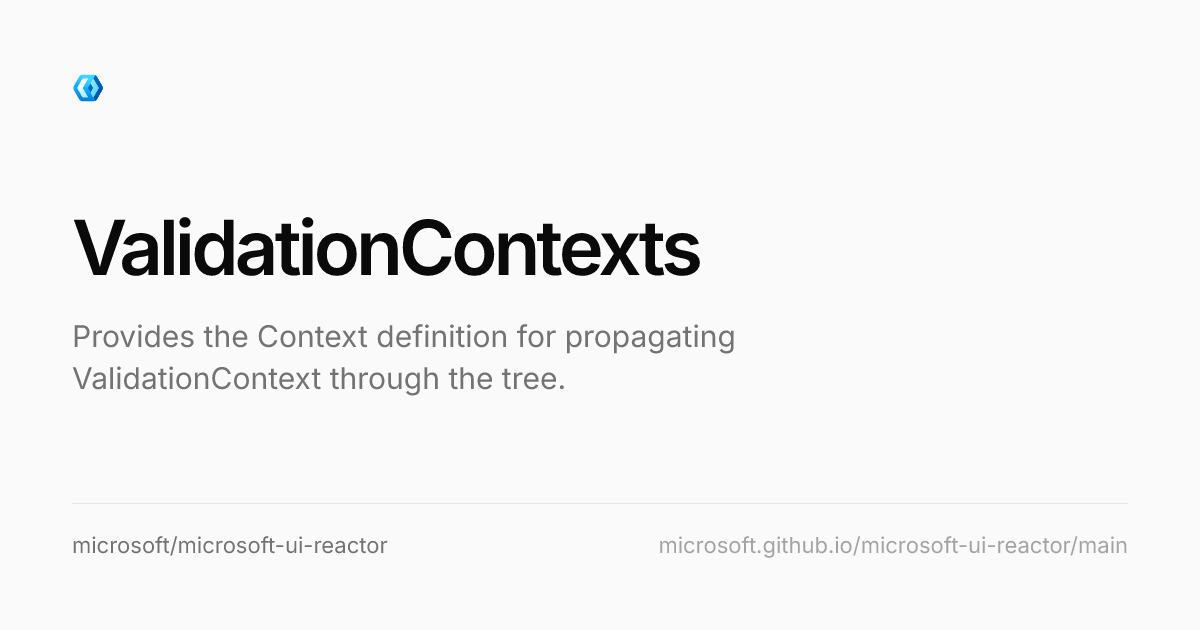 ValidationContexts
Provides the Context definition for propagating
ValidationContext through the tree.
microsoft/microsoft-ui-reactor
microsoft.github.io/microsoft-ui-reactor/main